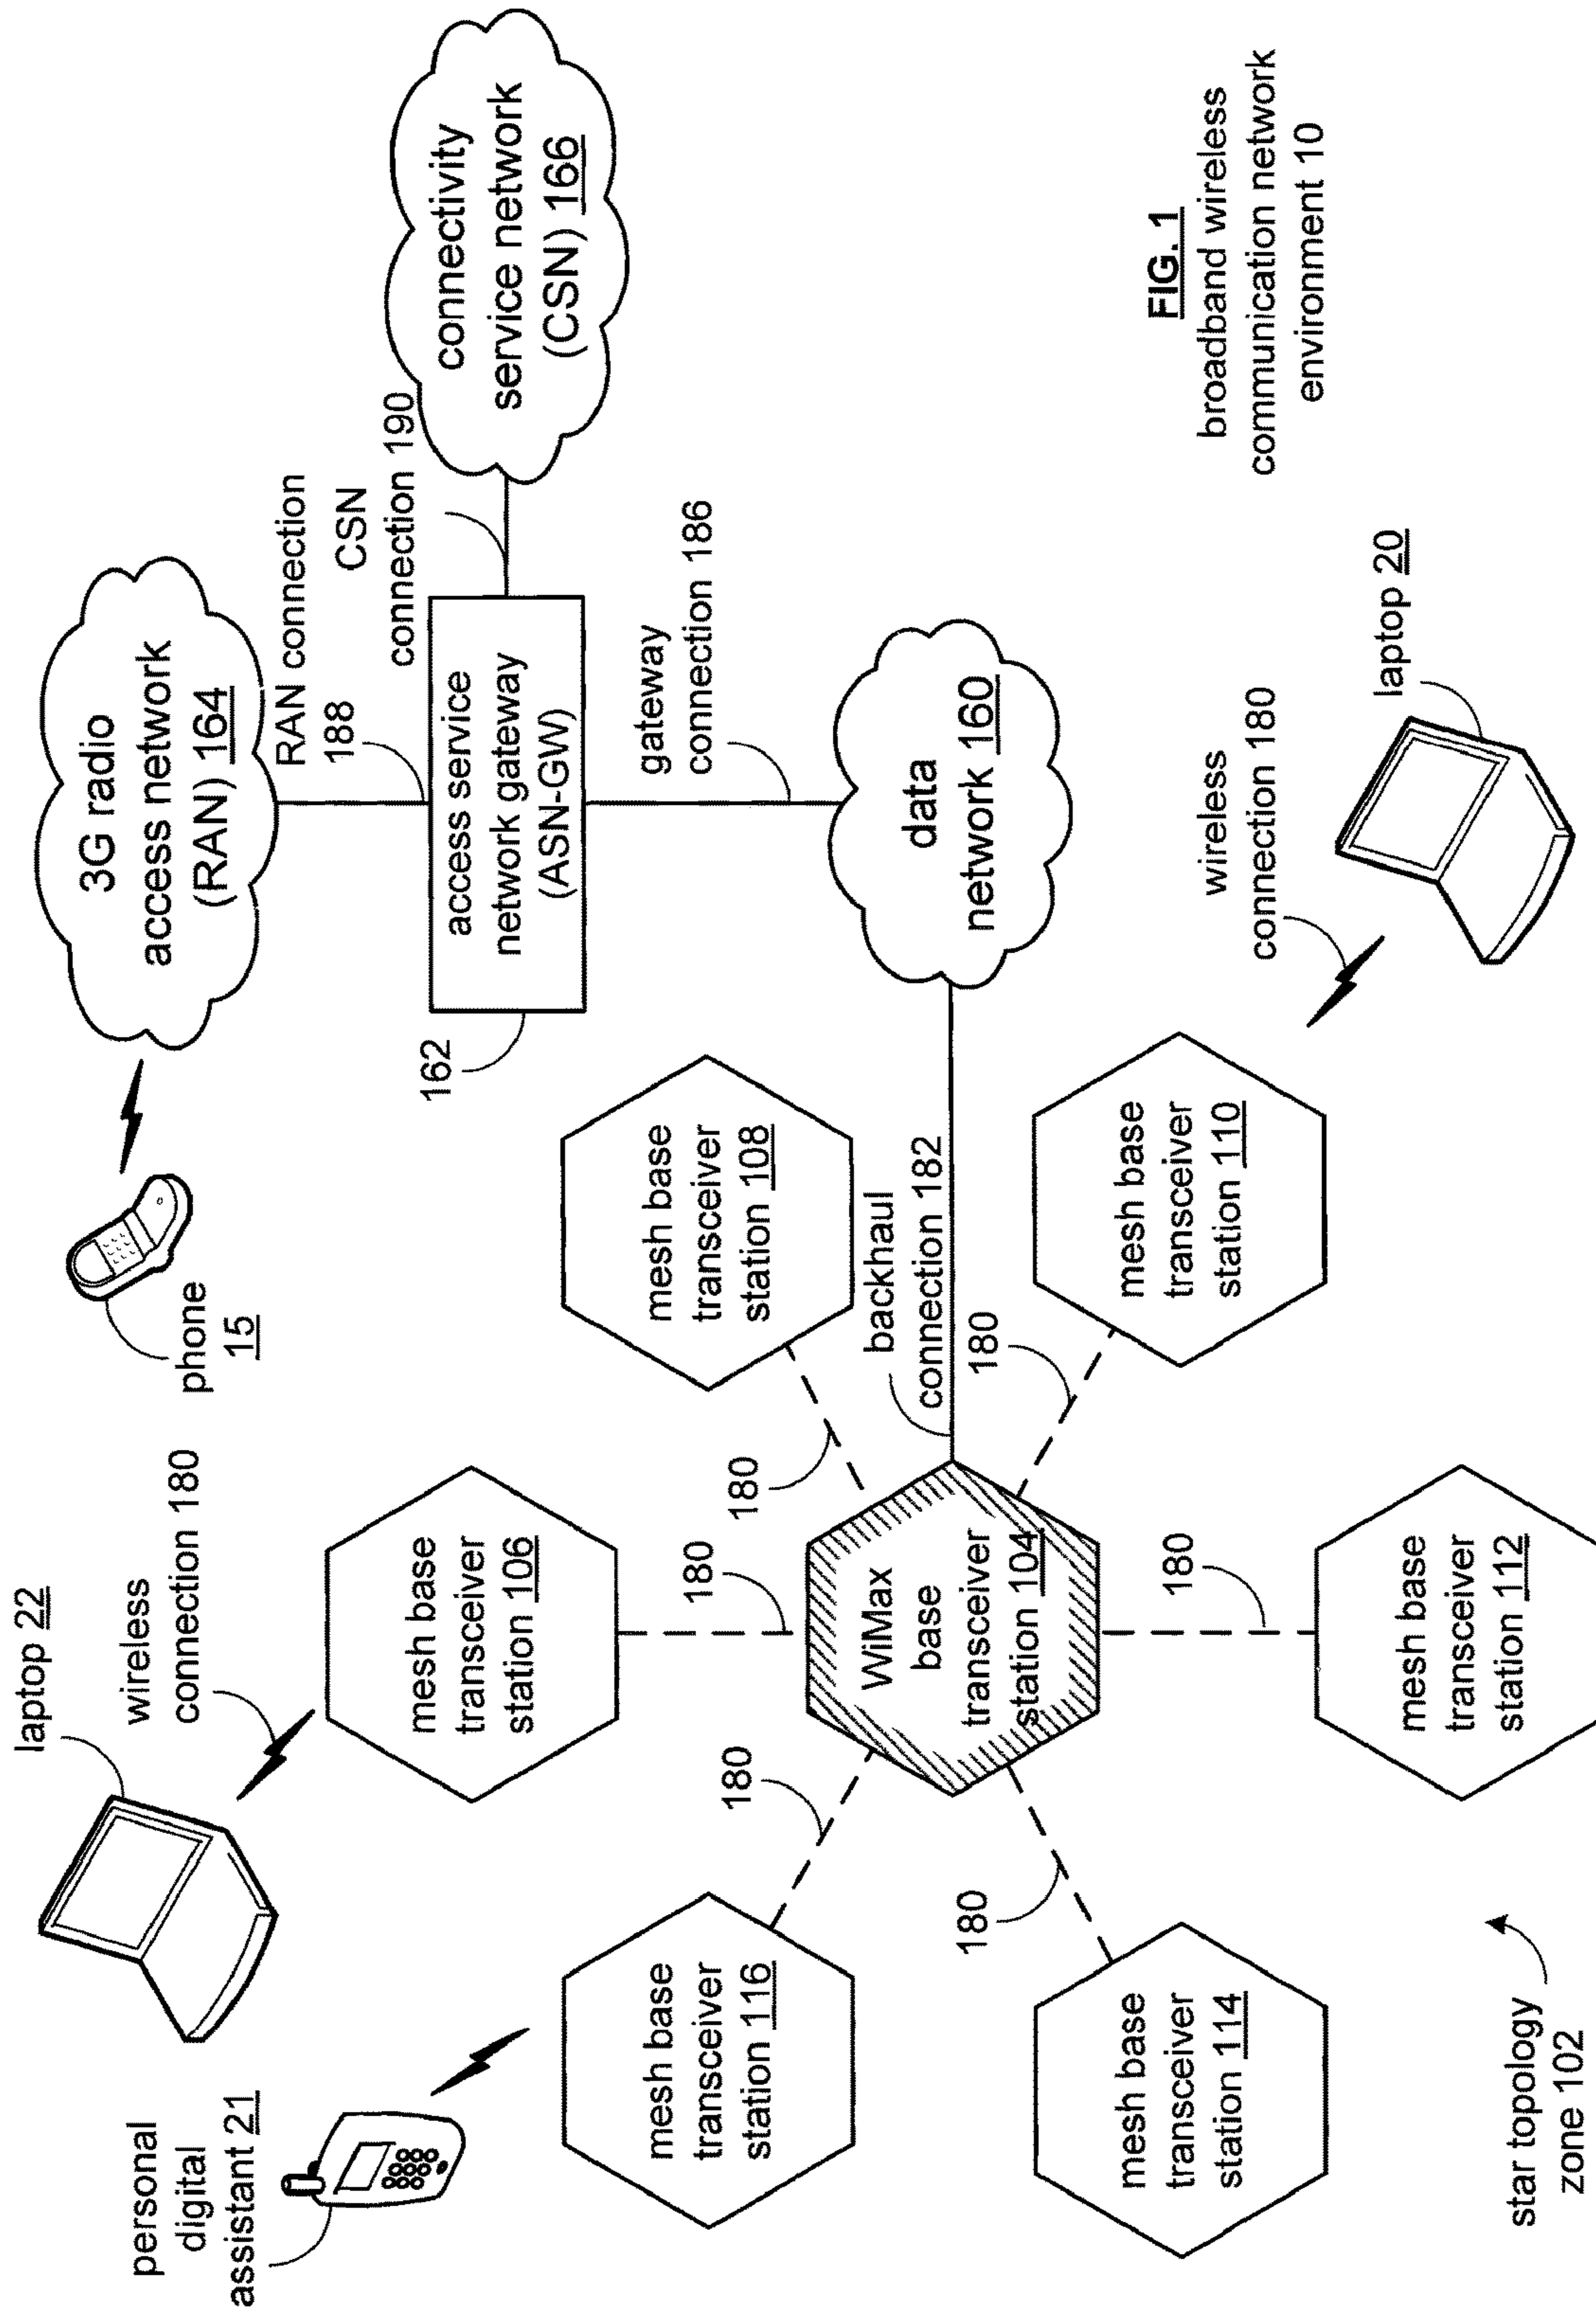 personal
digital
assistant 21
laptop 22
wireless
connection 180
phone
15
3G radio
access network
(RAN) 164
RAN connection
188
CSN
connection 190
connectivity
service network
(CSN) 166
162
access service
network gateway
(ASN-GW)
gateway
connection 186
data
network 160
mesh base
transceiver
station 106
mesh base
transceiver
station 108
mesh base
transceiver
station 116
180
180
180
WiMax
base
transceiver
station 104
backhaul
connection 182
180
180
180
mesh base
transceiver
station 110
mesh base
transceiver
station 114
mesh base
transceiver
station 112
wireless
connection 180
laptop 20
star topology
zone 102
FIG. 1
broadband wireless
communication network
environment 10